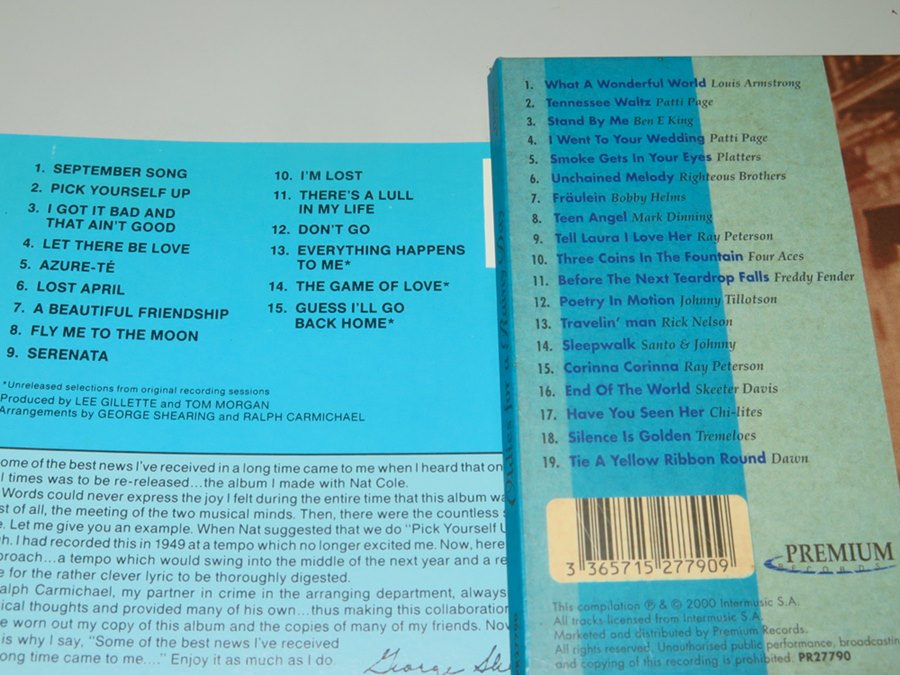 1. SEPTEMBER SONG
2. PICK YOURSELF UP
3. I GOT IT BAD AND
THAT AIN'T GOOD
4. LET THERE BE LOVE
5. AZURE-TÉ
6. LOST APRIL
7. A BEAUTIFUL FRIENDSHIP
8. FLY ME TO THE MOON
9. SERENATA
10. I'M LOST
11. THERE'S A LULL
IN MY LIFE
12. DON'T GO
13. EVERYTHING HAPPENS
TO ME*
14. THE GAME OF LOVE*
15. GUESS I'LL GO
BACK HOME*
*Unreleased selections from original recording sessions
Produced by LEE GILLETTE and TOM MORGAN
Arrangements by GEORGE SHEARING and RALPH CARMICHAEL
ome of the best news I've received in a long time came to me when I heard that on
l times was to be re-released...the album I made with Nat Cole.
Words could never express the joy I felt during the entire time that this album wa
st of all, the meeting of the two musical minds. Then, there were the countless
e. Let me give you an example. When Nat suggested that we do "Pick Yourself U
gh. I had recorded this in 1949 at a tempo which no longer excited me. Now, here
proach...a tempo which would swing into the middle of the next year and a re
e for the rather clever lyric to be thoroughly digested.
alph Carmichael, my partner in crime in the arranging department, always
ical thoughts and provided many of his own...thus making this collaboration
e worn out my copy of this album and the copies of many of my friends. Now
is why I say, "Some of the best news I've received
ong time came to me...." Enjoy it as much as I do
George She
1. What A Wonderful World Louis Armstrong
2. Tennessee Waltz Patti Page
3. Stand By Me Ben E King
4. I Went To Your Wedding Patti Page
5. Smoke Gets In Your Eyes Platters
6. Unchained Melody Righteous Brothers
7. Fräulein Bobby Helms
8. Teen Angel Mark Dinning
9. Tell Laura I Love Her Ray Peterson
10. Three Coins In The Fountain Four Aces
11. Before The Next Teardrop Falls Freddy Fender
12. Poetry In Motion Johnny Tillotson
13. Travelin' man Rick Nelson
14. Sleepwalk Santo & Johnny
15. Corinna Corinna Ray Peterson
16. End Of The World Skeeter Davis
17. Have You Seen Her Chi-lites
18. Silence Is Golden Tremeloes
19. Tie A Yellow Ribbon Round Dawn
3 365715 277909
PREMIUM
RECORDS
This compilation ℗ & © 2000 Intermusic S.A.
All tracks licensed from Intermusic S.A.
Marketed and distributed by Premium Records.
All rights reserved. Unauthorised public performance, broadcasting
and copying of this recording is prohibited. PR27790